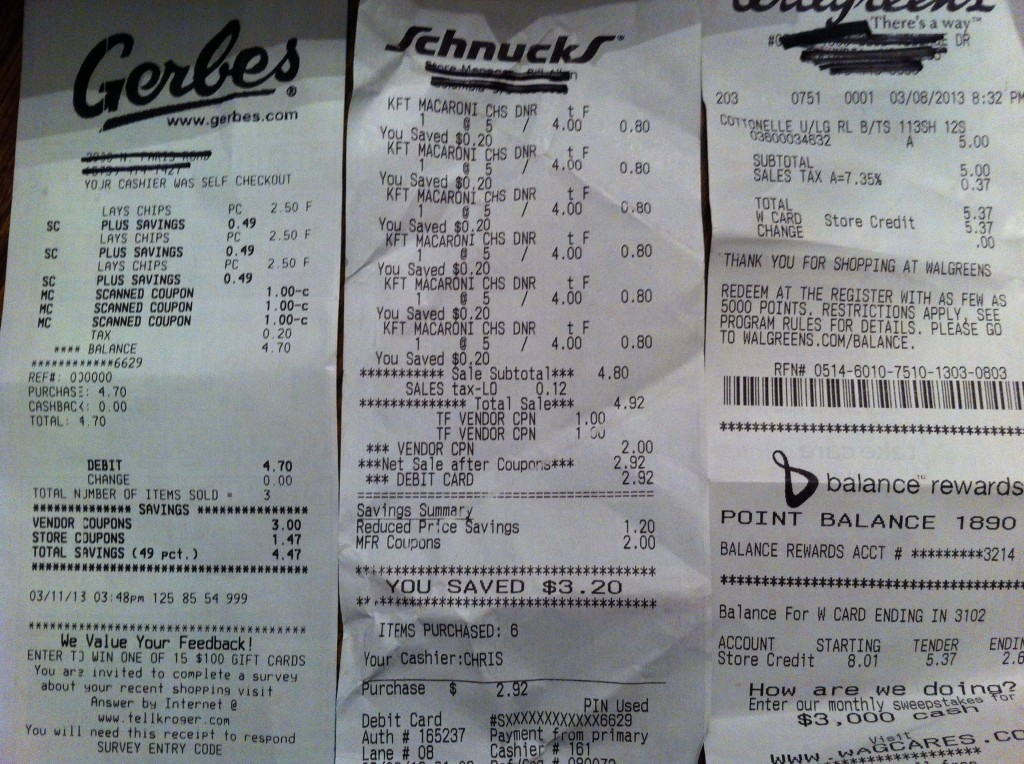 Gerbes
www.gerbes.com
YOUR CASHIER WAS SELF CHECKOUT
LAYS CHIPS PC 2.50 F
SC PLUS SAVINGS 0.49
LAYS CHIPS PC 2.50 F
SC PLUS SAVINGS 0.49
LAYS CHIPS PC 2.50 F
SC PLUS SAVINGS 0.49
MC SCANNED COUPON 1.00-c
MC SCANNED COUPON 1.00-c
MC SCANNED COUPON 1.00-c
TAX 0.20
**** BALANCE 4.70
************6629
REF#: 000000
PURCHASE: 4.70
CASHBACK: 0.00
TOTAL: 4.70
DEBIT 4.70
CHANGE 0.00
TOTAL NUMBER OF ITEMS SOLD = 3
************** SAVINGS **************
VENDOR COUPONS 3.00
STORE COUPONS 1.47
TOTAL SAVINGS (49 pct.) 4.47
************************************
03/11/13 03:48pm 125 85 54 999
************************************
We Value Your Feedback!
ENTER TO WIN ONE OF 15 $100 GIFT CARDS
You are invited to complete a survey
about your recent shopping visit
Answer by Internet @
www.tellkroger.com
You will need this receipt to respond
SURVEY ENTRY CODE
Schnucks
KFT MACARONI CHS DNR t F
1 @ 5 / 4.00 0.80
You Saved $0.20
KFT MACARONI CHS DNR t F
1 @ 5 / 4.00 0.80
You Saved $0.20
KFT MACARONI CHS DNR t F
1 @ 5 / 4.00 0.80
You Saved $0.20
KFT MACARONI CHS DNR t F
1 @ 5 / 4.00 0.80
You Saved $0.20
KFT MACARONI CHS DNR t F
1 @ 5 / 4.00 0.80
You Saved $0.20
KFT MACARONI CHS DNR t F
1 @ 5 / 4.00 0.80
You Saved $0.20
*********** Sale Subtotal*** 4.80
SALES tax-LO 0.12
************** Total Sale*** 4.92
TF VENDOR CPN 1.00
TF VENDOR CPN 1.00
*** VENDOR CPN 2.00
***Net Sale after Coupons*** 2.92
*** DEBIT CARD 2.92
======================================
Savings Summary
Reduced Price Savings 1.20
MFR Coupons 2.00
**************************************
YOU SAVED $3.20
**************************************
ITEMS PURCHASED: 6
Your Cashier:CHRIS
Purchase $ 2.92
PIN Used
Debit Card #SXXXXXXXXXXXX6629
Auth # 165237 Payment from primary
Lane # 08 Cashier # 161
Walgreens
There's a way™
DR
203 0751 0001 03/08/2013 8:32 PM
COTTONELLE U/LG RL B/TS 113SH 12S
03600034832 A 5.00
SUBTOTAL 5.00
SALES TAX A=7.35% 0.37
TOTAL 5.37
W CARD Store Credit 5.37
CHANGE .00
THANK YOU FOR SHOPPING AT WALGREENS
REDEEM AT THE REGISTER WITH AS FEW AS
5000 POINTS. RESTRICTIONS APPLY. SEE
PROGRAM RULES FOR DETAILS. PLEASE GO
TO WALGREENS.COM/BALANCE.
RFN# 0514-6010-7510-1303-0803
************************************
balance™ rewards
POINT BALANCE 1890
BALANCE REWARDS ACCT # *********3214
************************************
Balance For W CARD ENDING IN 3102
ACCOUNT STARTING TENDER ENDIN
Store Credit 8.01 5.37 2.6
How are we doing?
Enter our monthly sweepstakes for
$3,000 cash
Visit
WWW.WAGCARES.CO